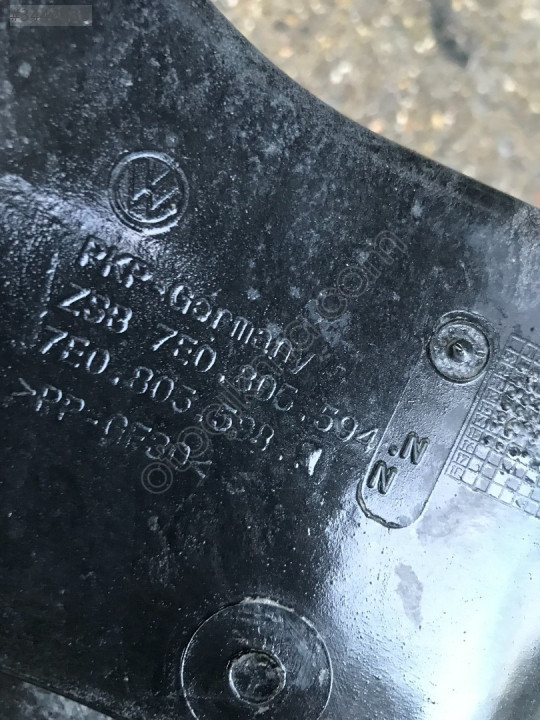 PKP-Germany
ZSB 7E0.805.594
7E0.805.598..
>PP-GF30<
N.N